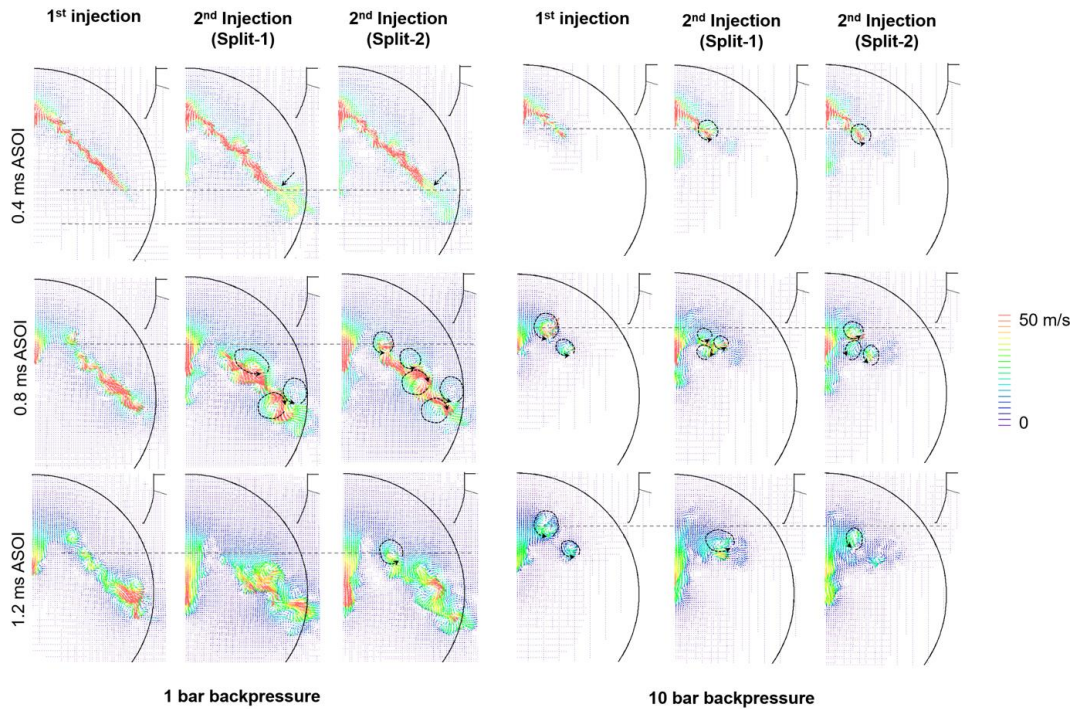 1st injection
2nd Injection
(Split-1)
2nd Injection
(Split-2)
1st injection
2nd Injection
(Split-1)
2nd Injection
(Split-2)
0.4 ms ASOI
0.8 ms ASOI
50 m/s
0
1.2 ms ASOI
1 bar backpressure
10 bar backpressure